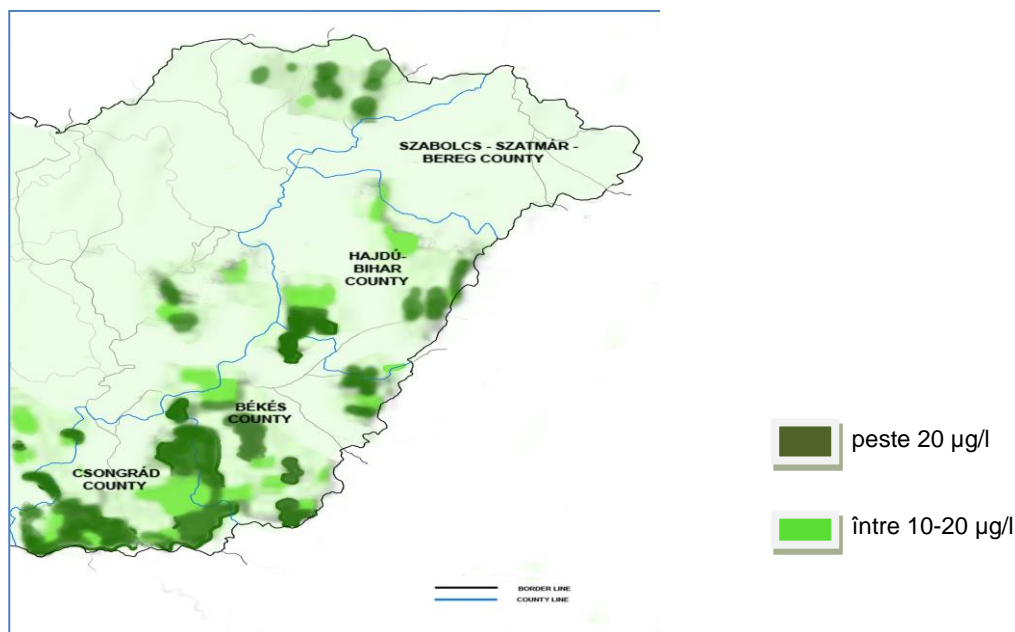 SZABOLCS - SZATMÁR -
BEREG COUNTY
HAJDÚ-
BIHAR
COUNTY
BÉKÉS
COUNTY
CSONGRÁD
COUNTY
peste 20 µg/l
între 10-20 µg/l
BORDER LINE
COUNTY LINE